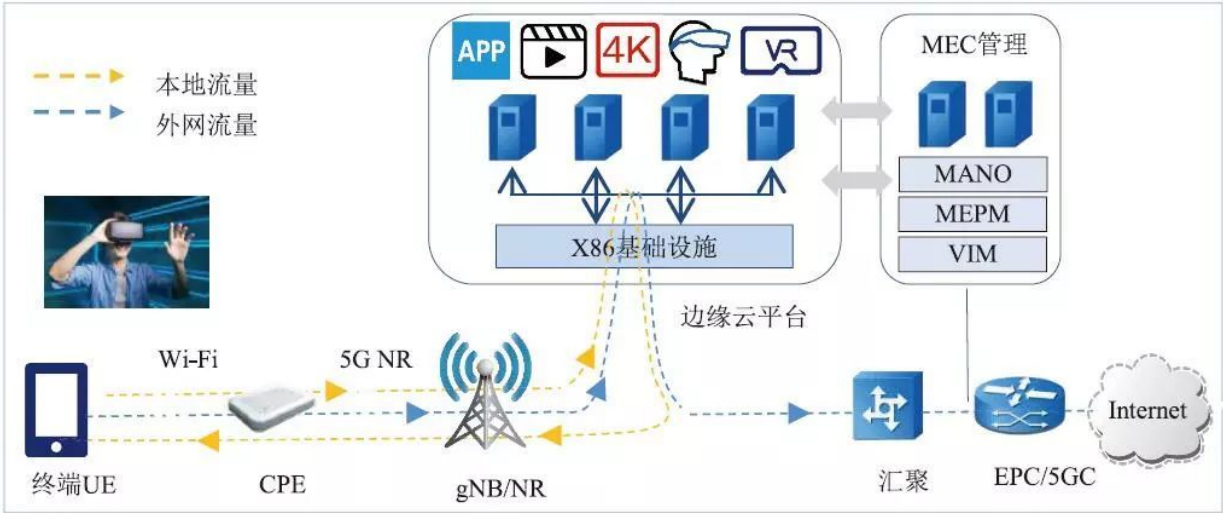 APP
4K
VR
MEC管理
本地流量
外网流量
MANO
MEPM
VIM
X86基础设施
边缘云平台
Wi-Fi
5G NR
Internet
终端UE
CPE
gNB/NR
汇聚
EPC/5GC